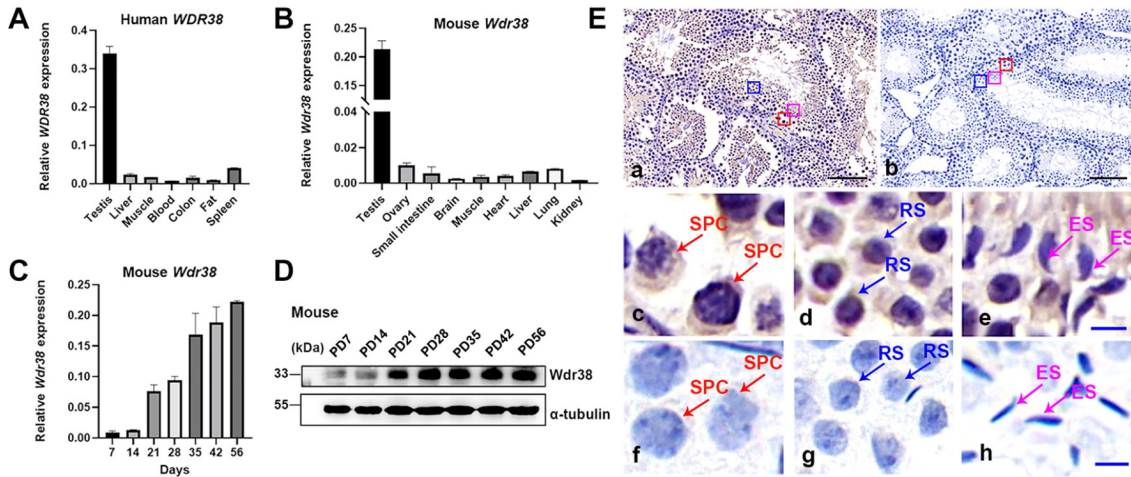 A
Human WDR38
Relative WDR38 expression
0.4
0.3
0.2
0.1
0.0
Testis
Liver
Muscle
Blood
Colon
Fat
Spleen
B
Mouse Wdr38
Relative Wdr38 expression
0.25
0.20
0.15
0.04
0.02
0.00
Testis
Ovary
Small intestine
Brain
Muscle
Heart
Liver
Lung
Kidney
C
Mouse Wdr38
Relative Wdr38 expression
0.25
0.20
0.15
0.10
0.05
0.00
7 14 21 28 35 42 56
Days
D
Mouse
(kDa)
PD7 PD14 PD21 PD28 PD35 PD42 PD56
33 Wdr38
55 α-tubulin
E
a
b
SPC
SPC
c
RS
RS
d
ES
ES
e
SPC
SPC
f
RS RS
g
ES
ES
h